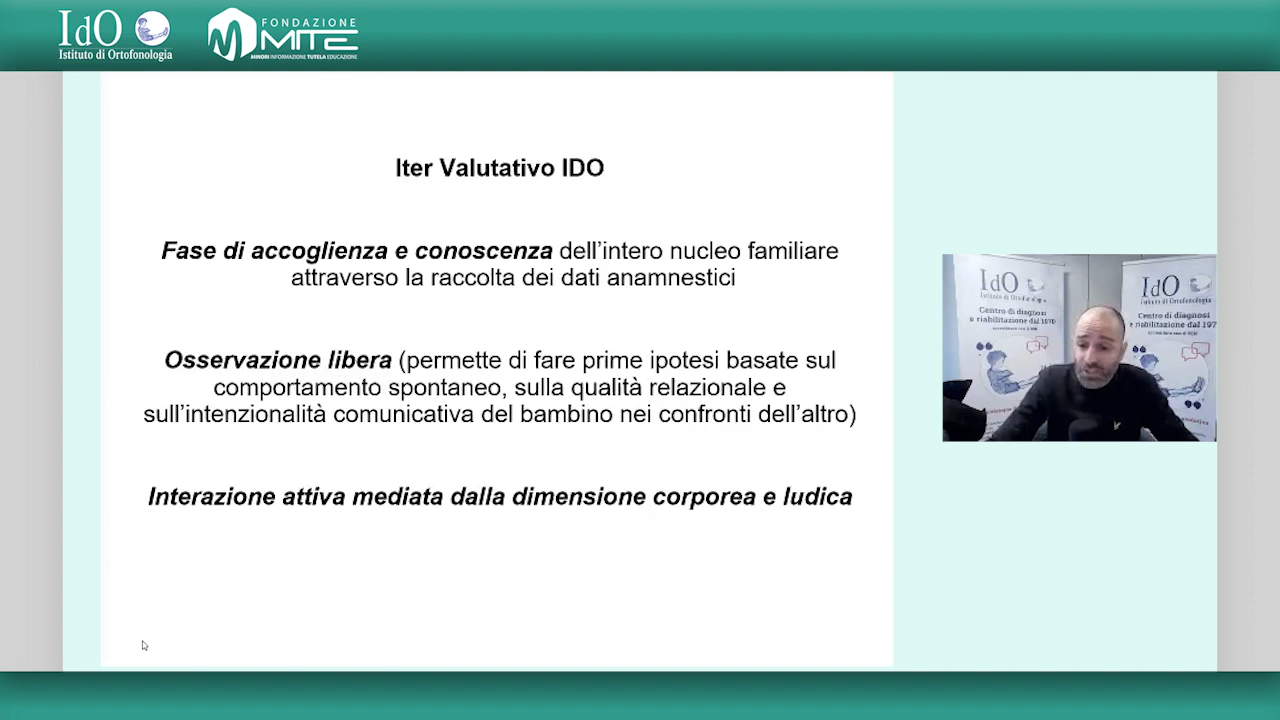 IdO
Istituto di Ortofonologia
FONDAZIONE
MITE
MINORI INFORMAZIONE TUTELA EDUCAZIONE
Iter Valutativo IDO
Fase di accoglienza e conoscenza dell'intero nucleo familiare
attraverso la raccolta dei dati anamnestici
Osservazione libera (permette di fare prime ipotesi basate sul
comportamento spontaneo, sulla qualità relazionale e
sull'intenzionalità comunicativa del bambino nei confronti dell'altro)
Interazione attiva mediata dalla dimensione corporea e ludica
IdO
Istituto di
Centro di diagnosi
e riabilitazione dal 1970
IdO
Istituto di Ortofonologia
Centro di diagnosi
e riabilitazione dal 197